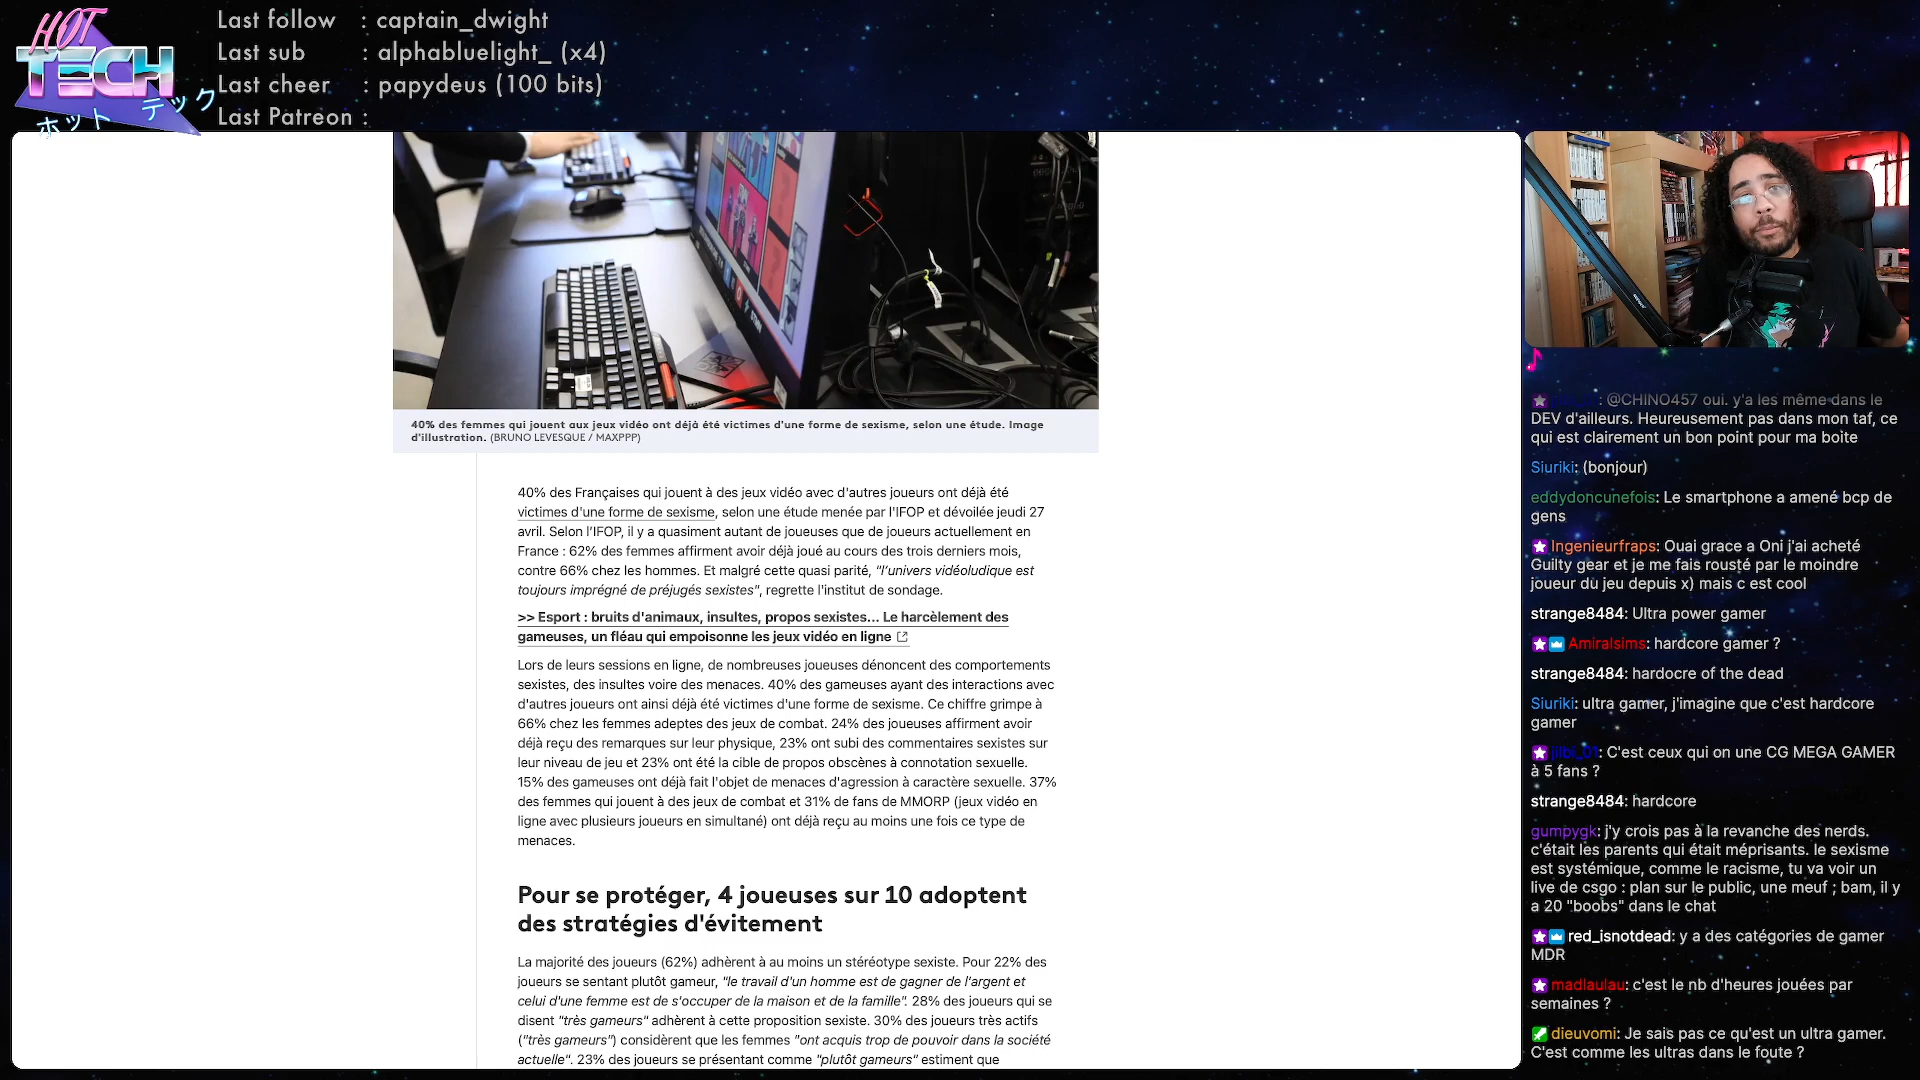 HOT
TECH
ホット テック
Last follow : captain_dwight
Last sub : alphabluelight_ (x4)
Last cheer : papydeus (100 bits)
Last Patreon :
40% des femmes qui jouent aux jeux vidéo ont déjà été victimes d'une forme de sexisme, selon une étude. Image
d'illustration. (BRUNO LEVESQUE / MAXPPP)
40% des Françaises qui jouent à des jeux vidéo avec d'autres joueurs ont déjà été
victimes d'une forme de sexisme, selon une étude menée par l'IFOP et dévoilée jeudi 27
avril. Selon l'IFOP, il y a quasiment autant de joueuses que de joueurs actuellement en
France : 62% des femmes affirment avoir déjà joué au cours des trois derniers mois,
contre 66% chez les hommes. Et malgré cette quasi parité, "l'univers vidéoludique est
toujours imprégné de préjugés sexistes", regrette l'institut de sondage.
>> Esport : bruits d'animaux, insultes, propos sexistes... Le harcèlement des
gameuses, un fléau qui empoisonne les jeux vidéo en ligne
Lors de leurs sessions en ligne, de nombreuses joueuses dénoncent des comportements
sexistes, des insultes voire des menaces. 40% des gameuses ayant des interactions avec
d'autres joueurs ont ainsi déjà été victimes d'une forme de sexisme. Ce chiffre grimpe à
66% chez les femmes adeptes des jeux de combat. 24% des joueuses affirment avoir
déjà reçu des remarques sur leur physique, 23% ont subi des commentaires sexistes sur
leur niveau de jeu et 23% ont été la cible de propos obscènes à connotation sexuelle.
15% des gameuses ont déjà fait l'objet de menaces d'agression à caractère sexuelle. 37%
des femmes qui jouent à des jeux de combat et 31% de fans de MMORP (jeux vidéo en
ligne avec plusieurs joueurs en simultané) ont déjà reçu au moins une fois ce type de
menaces.
Pour se protéger, 4 joueuses sur 10 adoptent
des stratégies d'évitement
La majorité des joueurs (62%) adhèrent à au moins un stéréotype sexiste. Pour 22% des
joueurs se sentant plutôt gameur, "le travail d'un homme est de gagner de l'argent et
celui d'une femme est de s'occuper de la maison et de la famille". 28% des joueurs qui se
disent "très gameurs" adhèrent à cette proposition sexiste. 30% des joueurs très actifs
("très gameurs") considèrent que les femmes "ont acquis trop de pouvoir dans la société
actuelle". 23% des joueurs se présentant comme "plutôt gameurs" estiment que
: @CHINO457 oui. y'a les même dans le
DEV d'ailleurs. Heureusement pas dans mon taf, ce
qui est clairement un bon point pour ma boite
Siuriki: (bonjour)
eddydoncunefois: Le smartphone a amené bcp de
gens
Ingenieurfraps: Ouai grace a Oni j'ai acheté
Guilty gear et je me fais rousté par le moindre
joueur du jeu depuis x) mais c est cool
strange8484: Ultra power gamer
Amiralsims: hardcore gamer ?
strange8484: hardocre of the dead
Siuriki: ultra gamer, j'imagine que c'est hardcore
gamer
jilbi_01: C'est ceux qui on une CG MEGA GAMER
à 5 fans ?
strange8484: hardcore
gumpygk: j'y crois pas à la revanche des nerds.
c'était les parents qui était méprisants. le sexisme
est systémique, comme le racisme, tu va voir un
live de csgo : plan sur le public, une meuf ; bam, il y
a 20 "boobs" dans le chat
red_isnotdead: y a des catégories de gamer
MDR
madlaulau: c'est le nb d'heures jouées par
semaines ?
dieuvomi: Je sais pas ce qu'est un ultra gamer.
C'est comme les ultras dans le foute ?